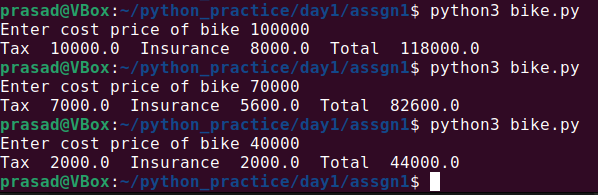 prasad@VBox:~/python_practice/day1/assgn1$ python3 bike.py
Enter cost price of bike 100000
Tax  10000.0  Insurance  8000.0  Total  118000.0
prasad@VBox:~/python_practice/day1/assgn1$ python3 bike.py
Enter cost price of bike 70000
Tax  7000.0  Insurance  5600.0  Total  82600.0
prasad@VBox:~/python_practice/day1/assgn1$ python3 bike.py
Enter cost price of bike 40000
Tax  2000.0  Insurance  2000.0  Total  44000.0
prasad@VBox:~/python_practice/day1/assgn1$